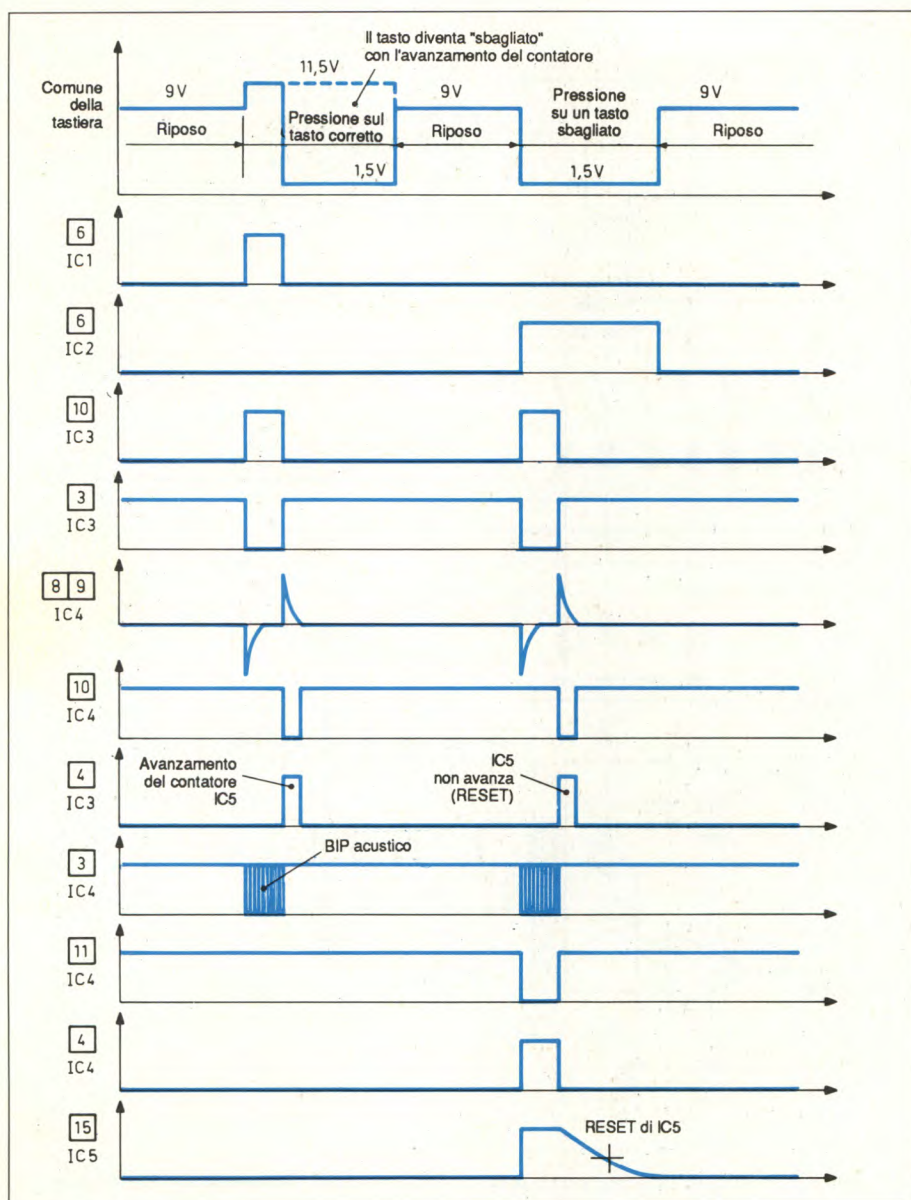 Il tasto diventa "sbagliato"
con l'avanzamento del contatore
Comune
della
tastiera
9V
11,5V
9V
Pressione
su un tasto
sbagliato
9V
Riposo
Pressione sul
tasto corretto
Riposo
Riposo
1,5V
1,5V
6
IC1
6
IC2
10
IC3
3
IC3
8 9
IC4
10
IC4
4
IC3
Avanzamento
del contatore
IC5
IC5
non avanza
(RESET)
3
IC4
BIP acustico
11
IC4
4
IC4
15
IC5
RESET di IC5